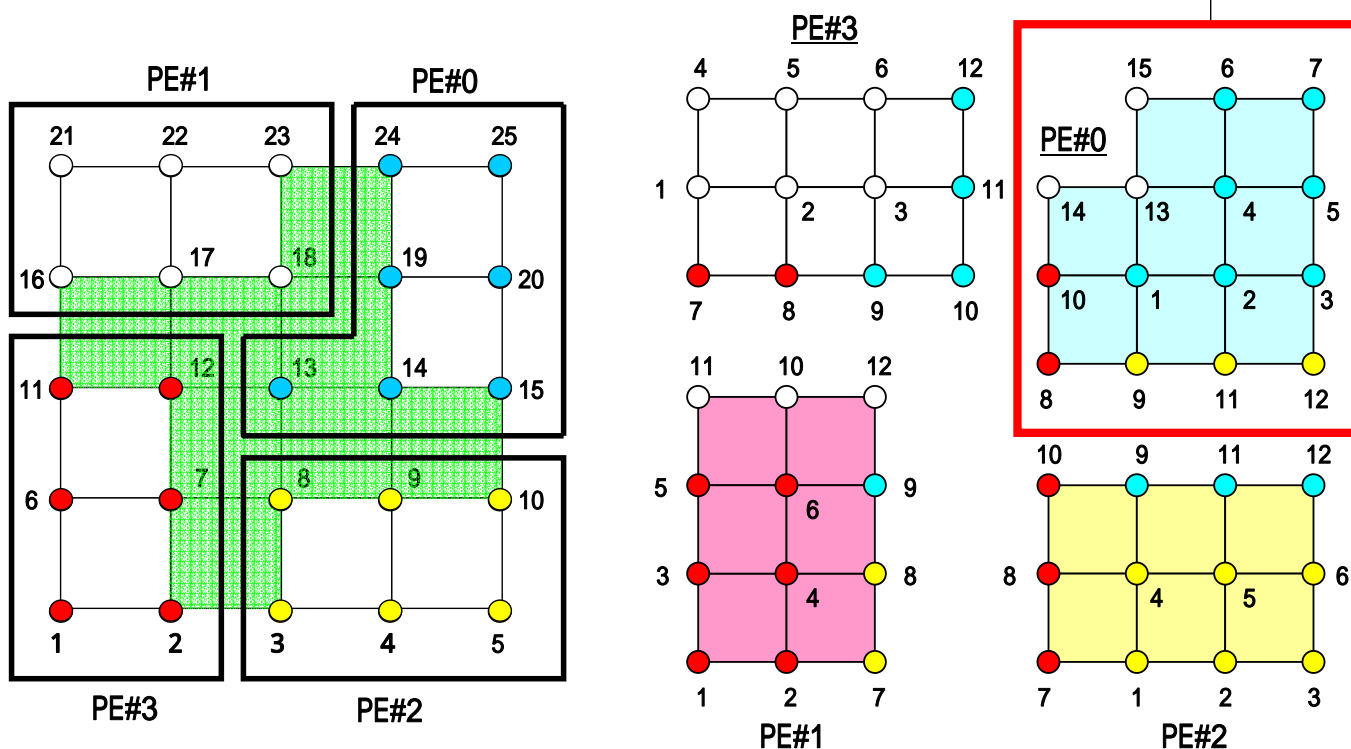 PE#1
PE#0
21 22 23 24 25
16 17 18 19 20
11 12 13 14 15
6 7 8 9 10
1 2 3 4 5
PE#3 PE#2
PE#3
4 5 6 12
1 2 3 11
7 8 9 10
11 10 12
5 6 9
3 4 8
1 2 7
PE#1
15 6 7
PE#0
14 13 4 5
10 1 2 3
8 9 11 12
10 9 11 12
8 4 5 6
7 1 2 3
PE#2